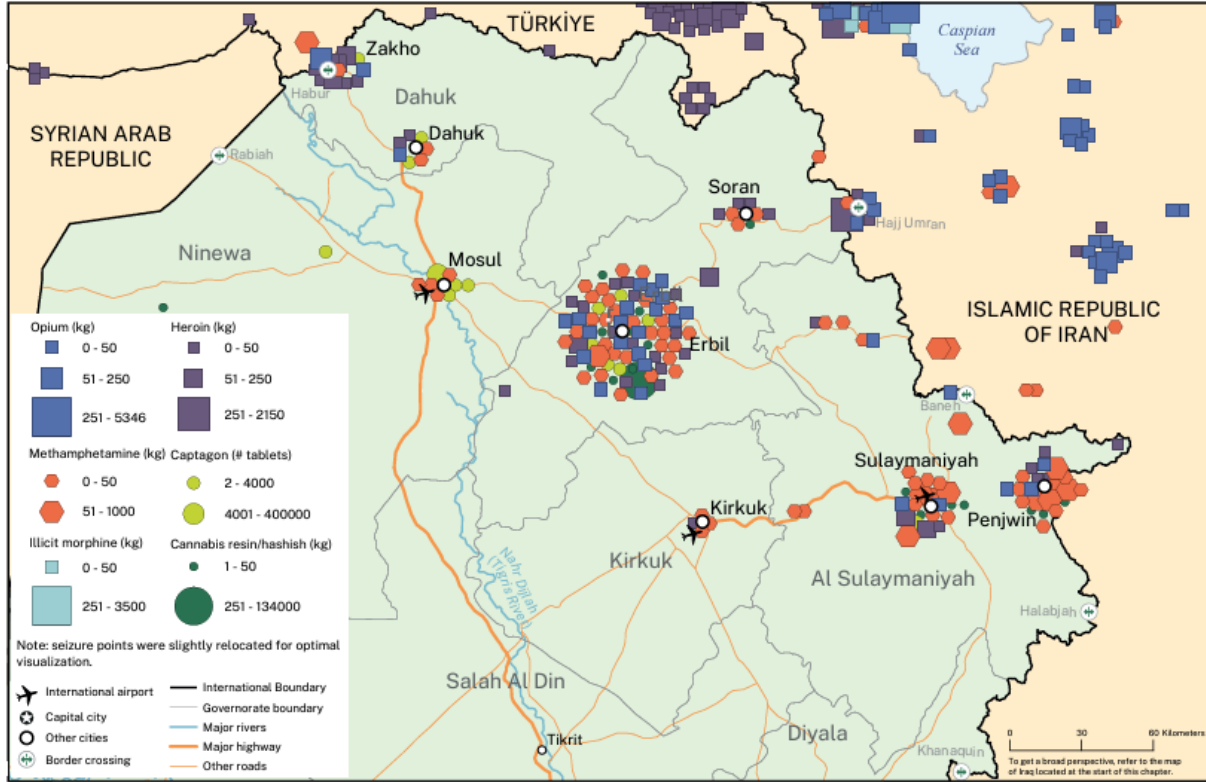 TÜRKİYE
Caspian
Sea
Zakho
Habur
Dahuk
SYRIAN ARAB
REPUBLIC
Dahuk
Rabiah
Soran
Hajj Umran
Ninewa
Mosul
ISLAMIC REPUBLIC
OF IRAN
Erbil
Baneh
Sulaymaniyah
Kirkuk
Penjwin
Kirkuk
Al Sulaymaniyah
Nahr Dijlah
(Tigris River)
Halabjah
Salah Al Din
Diyala
Tikrit
Khanaquin
Opium (kg)
0 - 50
51 - 250
251 - 5346
Heroin (kg)
0 - 50
51 - 250
251 - 2150
Methamphetamine (kg)
0 - 50
51 - 1000
Captagon (# tablets)
2 - 4000
4001 - 400000
Illicit morphine (kg)
0 - 50
251 - 3500
Cannabis resin/hashish (kg)
1 - 50
251 - 134000
Note: seizure points were slightly relocated for optimal
visualization.
International airport
Capital city
Other cities
Border crossing
International Boundary
Governorate boundary
Major rivers
Major highway
Other roads
0 30 60 Kilometers
To get a broad perspective, refer to the map
of Iraq located at the start of this chapter.